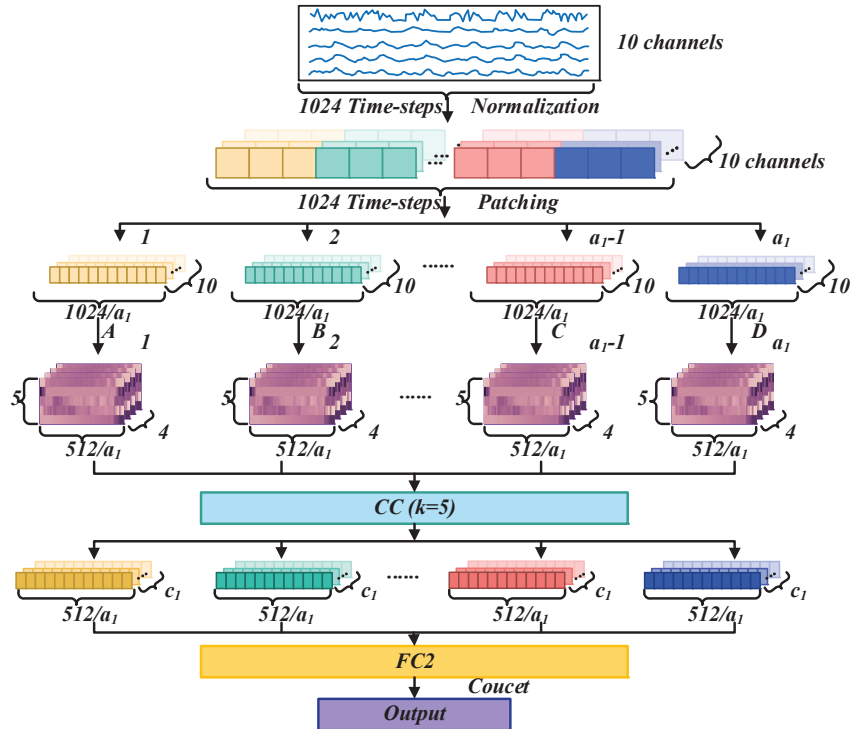 10 channels
1024 Time-steps Normalization
10 channels
1024 Time-steps Patching
1 2 a₁-1 a₁
10 10 10 10
1024/a₁ 1024/a₁ 1024/a₁ 1024/a₁
A B C D
1 2 a₁-1 a₁
5 5 5 5
4 4 4 4
512/a₁ 512/a₁ 512/a₁ 512/a₁
CC (k=5)
c₁ c₁ c₁ c₁
512/a₁ 512/a₁ 512/a₁ 512/a₁
FC2
Coucet
Output